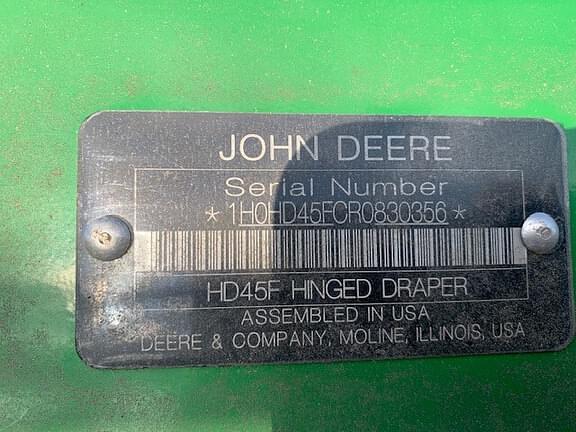 JOHN DEERE
Serial Number
*1H0HD45FCR0830356*
HD45F HINGED DRAPER
ASSEMBLED IN USA
DEERE & COMPANY, MOLINE, ILLINOIS, USA